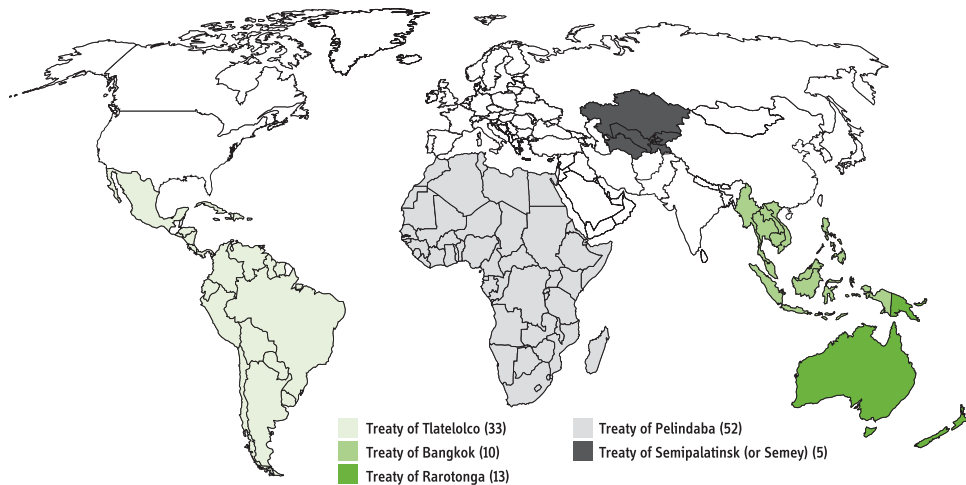 Treaty of Tlatelolco (33)
Treaty of Bangkok (10)
Treaty of Rarotonga (13)
Treaty of Pelindaba (52)
Treaty of Semipalatinsk (or Semey) (5)